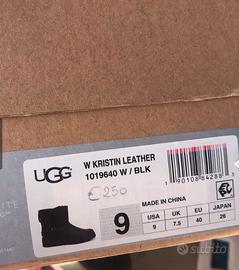 UGG
W KRISTIN LEATHER
1019640 W / BLK
€ 250
9
MADE IN CHINA
USA UK EU JAPAN
9 7.5 40 26
subito